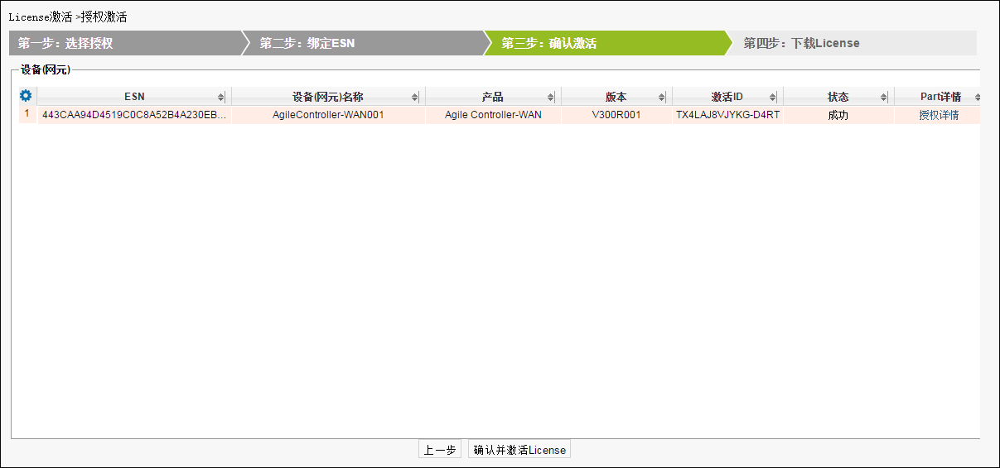 License激活 >授权激活
第一步：选择授权 第二步：绑定ESN 第三步：确认激活 第四步：下载License
设备(网元)
ESN 设备(网元)名称 产品 版本 激活ID 状态 Part详情
1 443CAA94D4519C0C8A52B4A230EB... AgileController-WAN001 Agile Controller-WAN V300R001 TX4LAJ8VJYKG-D4RT 成功 授权详情
上一步 确认并激活License